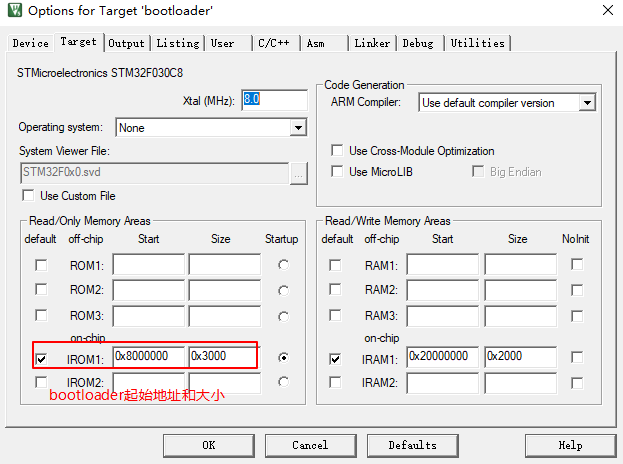 Options for Target 'bootloader'
Device Target Output Listing User C/C++ Asm Linker Debug Utilities
STMicroelectronics STM32F030C8
Xtal (MHz): 8.0
Operating system: None
System Viewer File:
STM32F0x0.svd ...
Use Custom File
Code Generation
ARM Compiler: Use default compiler version
Use Cross-Module Optimization
Use MicroLIB Big Endian
Read/Only Memory Areas
default off-chip Start Size Startup
ROM1:
ROM2:
ROM3:
on-chip
IROM1: 0x8000000 0x3000
IROM2:
bootloader起始地址和大小
Read/Write Memory Areas
default off-chip Start Size NoInit
RAM1:
RAM2:
RAM3:
on-chip
IRAM1: 0x20000000 0x2000
IRAM2:
OK Cancel Defaults Help